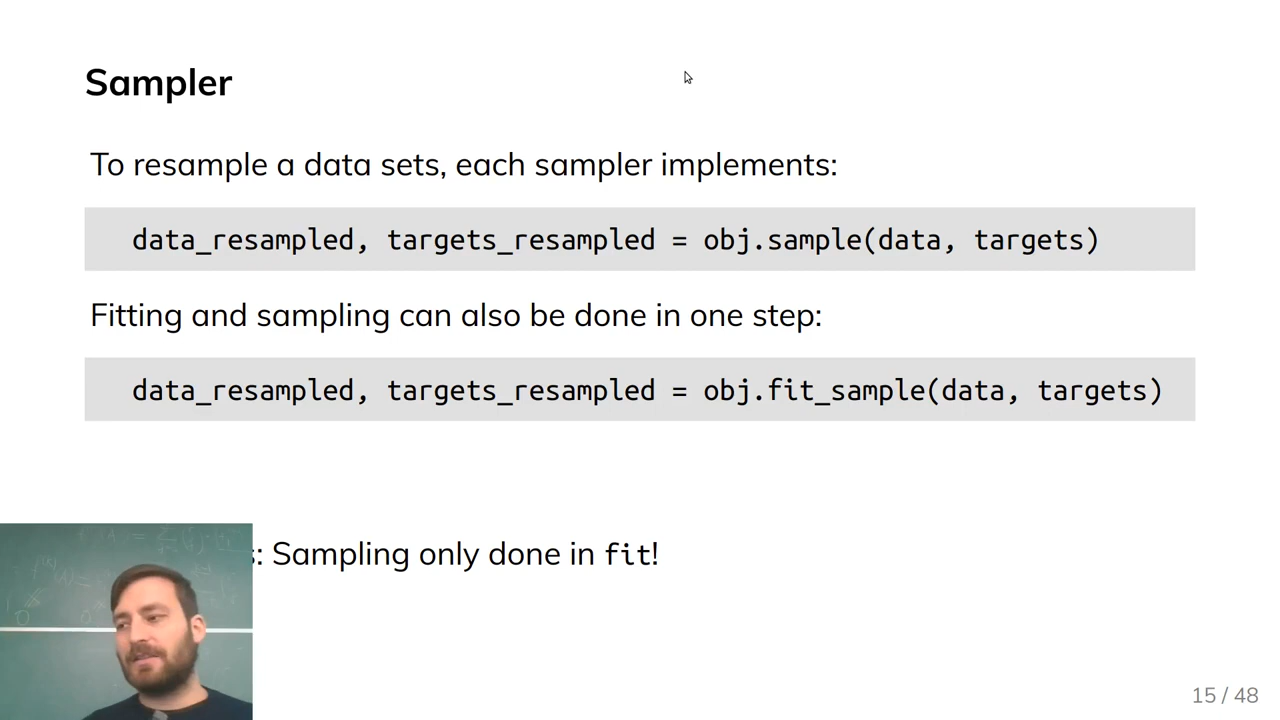 Sampler
To resample a data sets, each sampler implements:
data_resampled, targets_resampled = obj.sample(data, targets)
Fitting and sampling can also be done in one step:
data_resampled, targets_resampled = obj.fit_sample(data, targets)
: Sampling only done in fit!
15 / 48